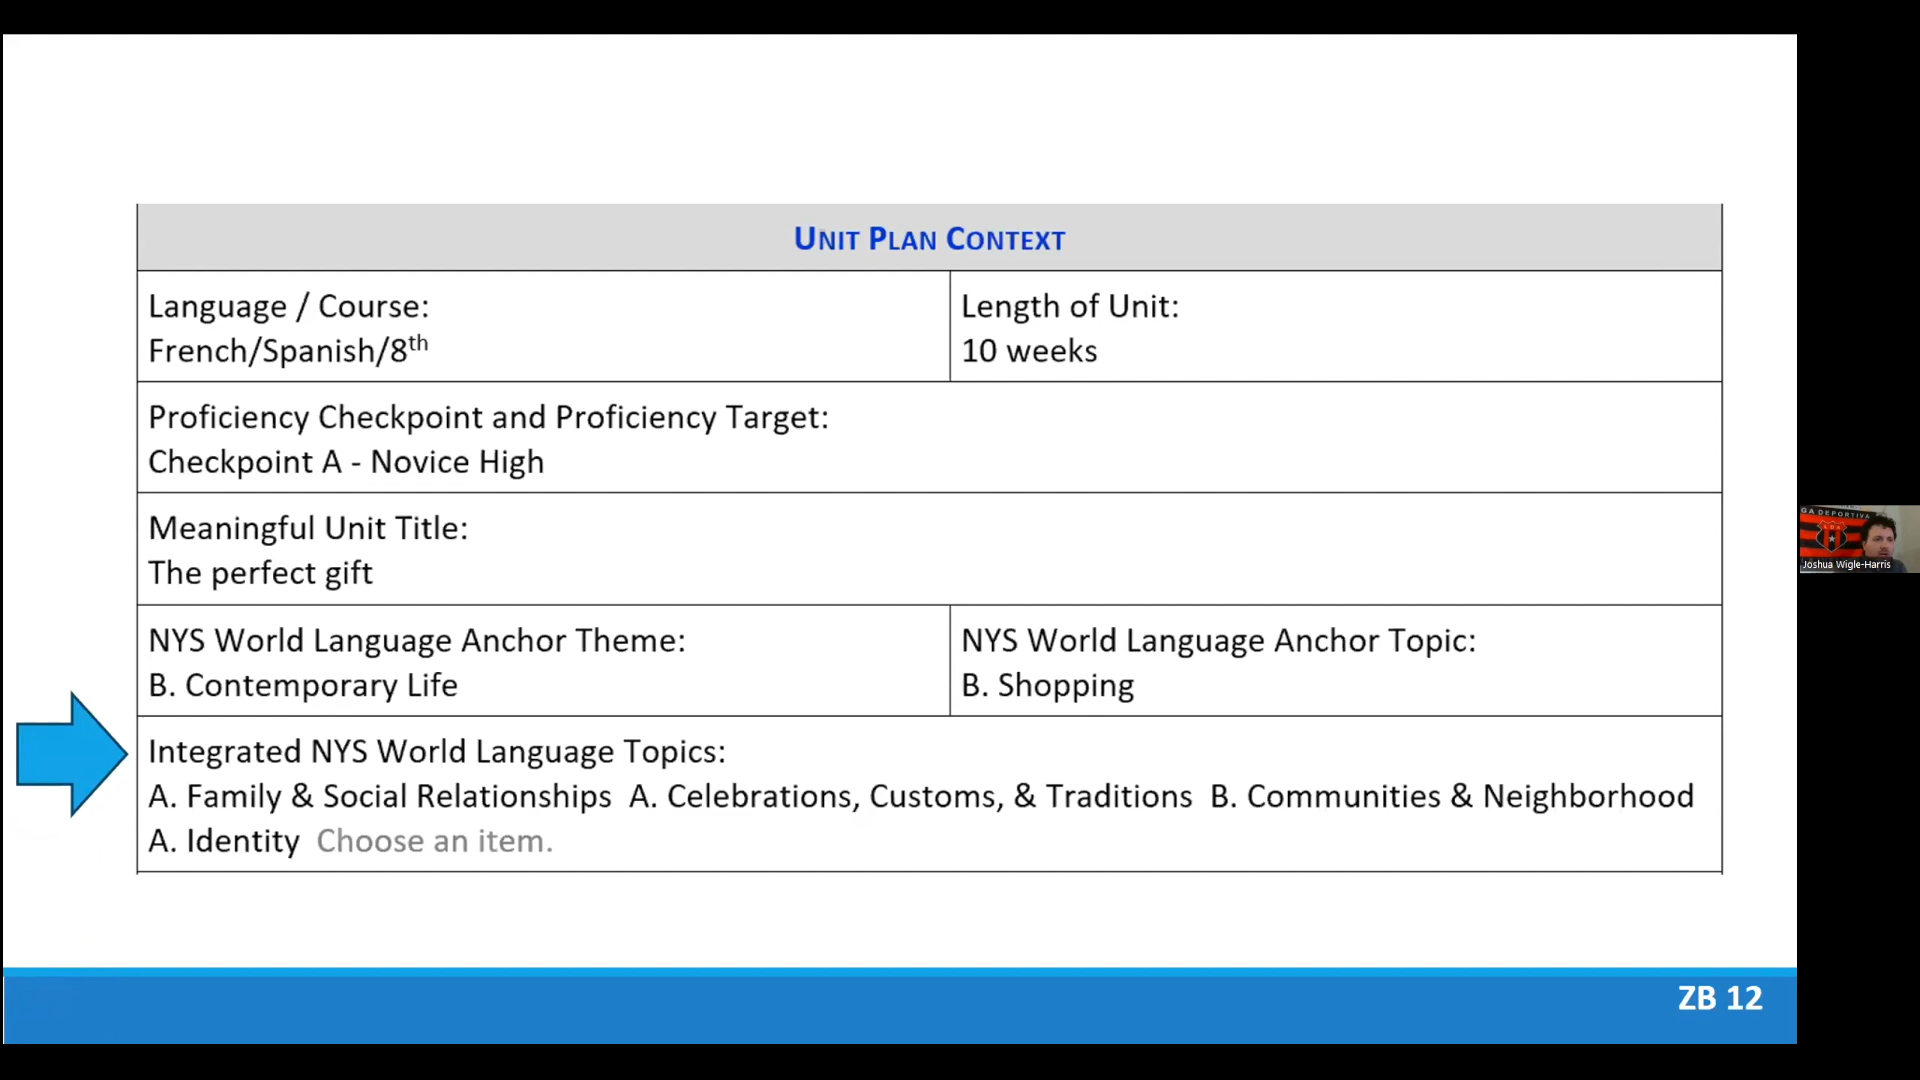 UNIT PLAN CONTEXT
Language / Course:
French/Spanish/8th
Length of Unit:
10 weeks
Proficiency Checkpoint and Proficiency Target:
Checkpoint A - Novice High
Meaningful Unit Title:
The perfect gift
NYS World Language Anchor Theme:
B. Contemporary Life
NYS World Language Anchor Topic:
B. Shopping
Integrated NYS World Language Topics:
A. Family & Social Relationships  A. Celebrations, Customs, & Traditions  B. Communities & Neighborhood
A. Identity  Choose an item.
GA DEPORTIVA
Joshua Wigle-Harris
ZB 12